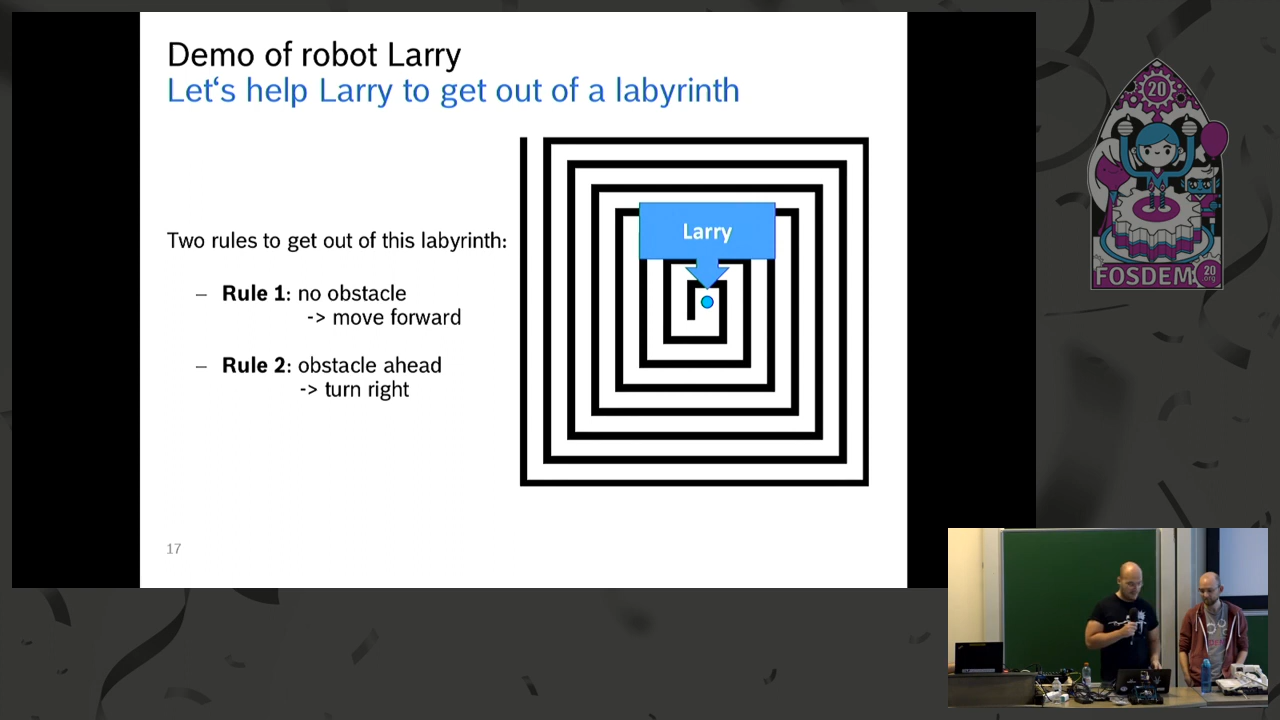 Demo of robot Larry
Let‘s help Larry to get out of a labyrinth
Two rules to get out of this labyrinth:
– Rule 1: no obstacle
-> move forward
– Rule 2: obstacle ahead
-> turn right
Larry
17
20
FOSDEM 20
.org